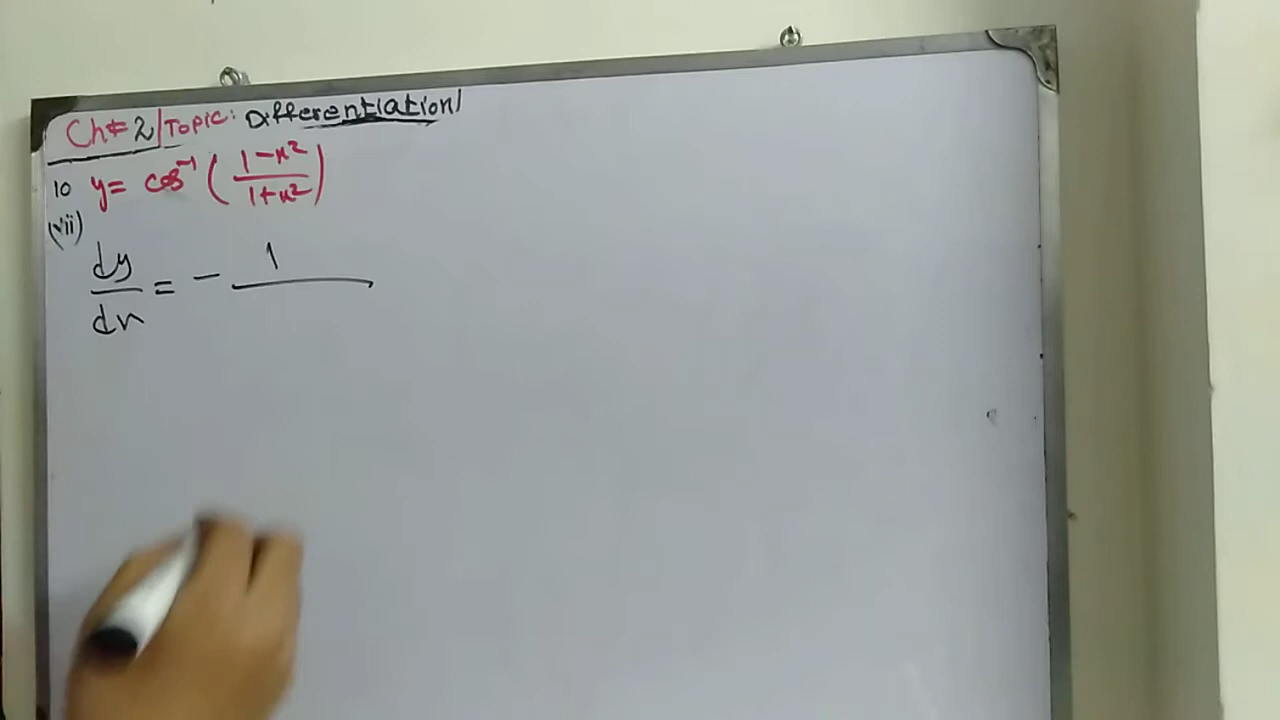 Ch#2|Topic: Differentiation|
10 y= cos⁻¹ ( (1-x²)/(1+x²) )
(vii)
dy/dx = - 1/